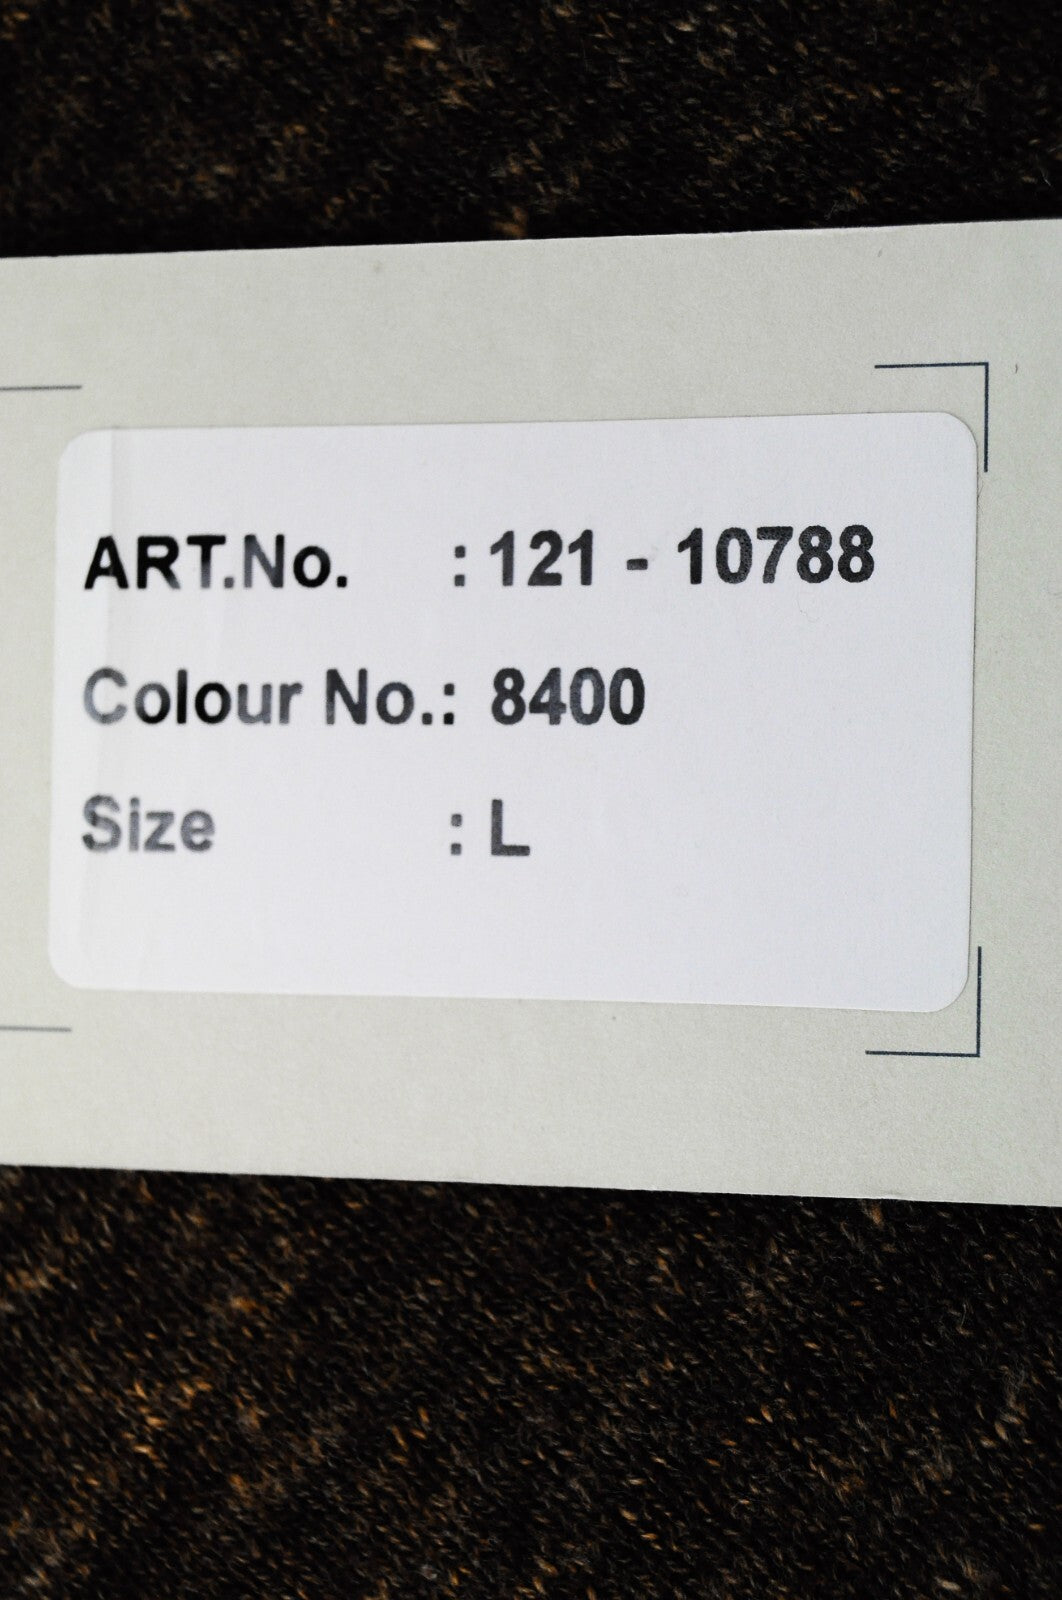 ART.No. : 121 - 10788
Colour No.: 8400
Size : L